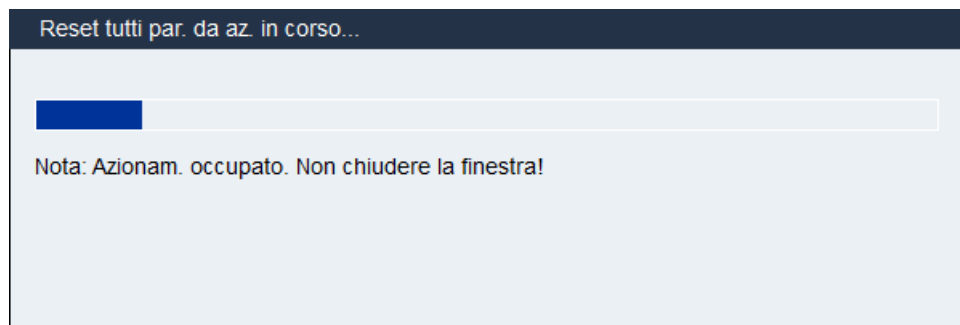 Reset tutti par. da az. in corso...
Nota: Azionam. occupato. Non chiudere la finestra!